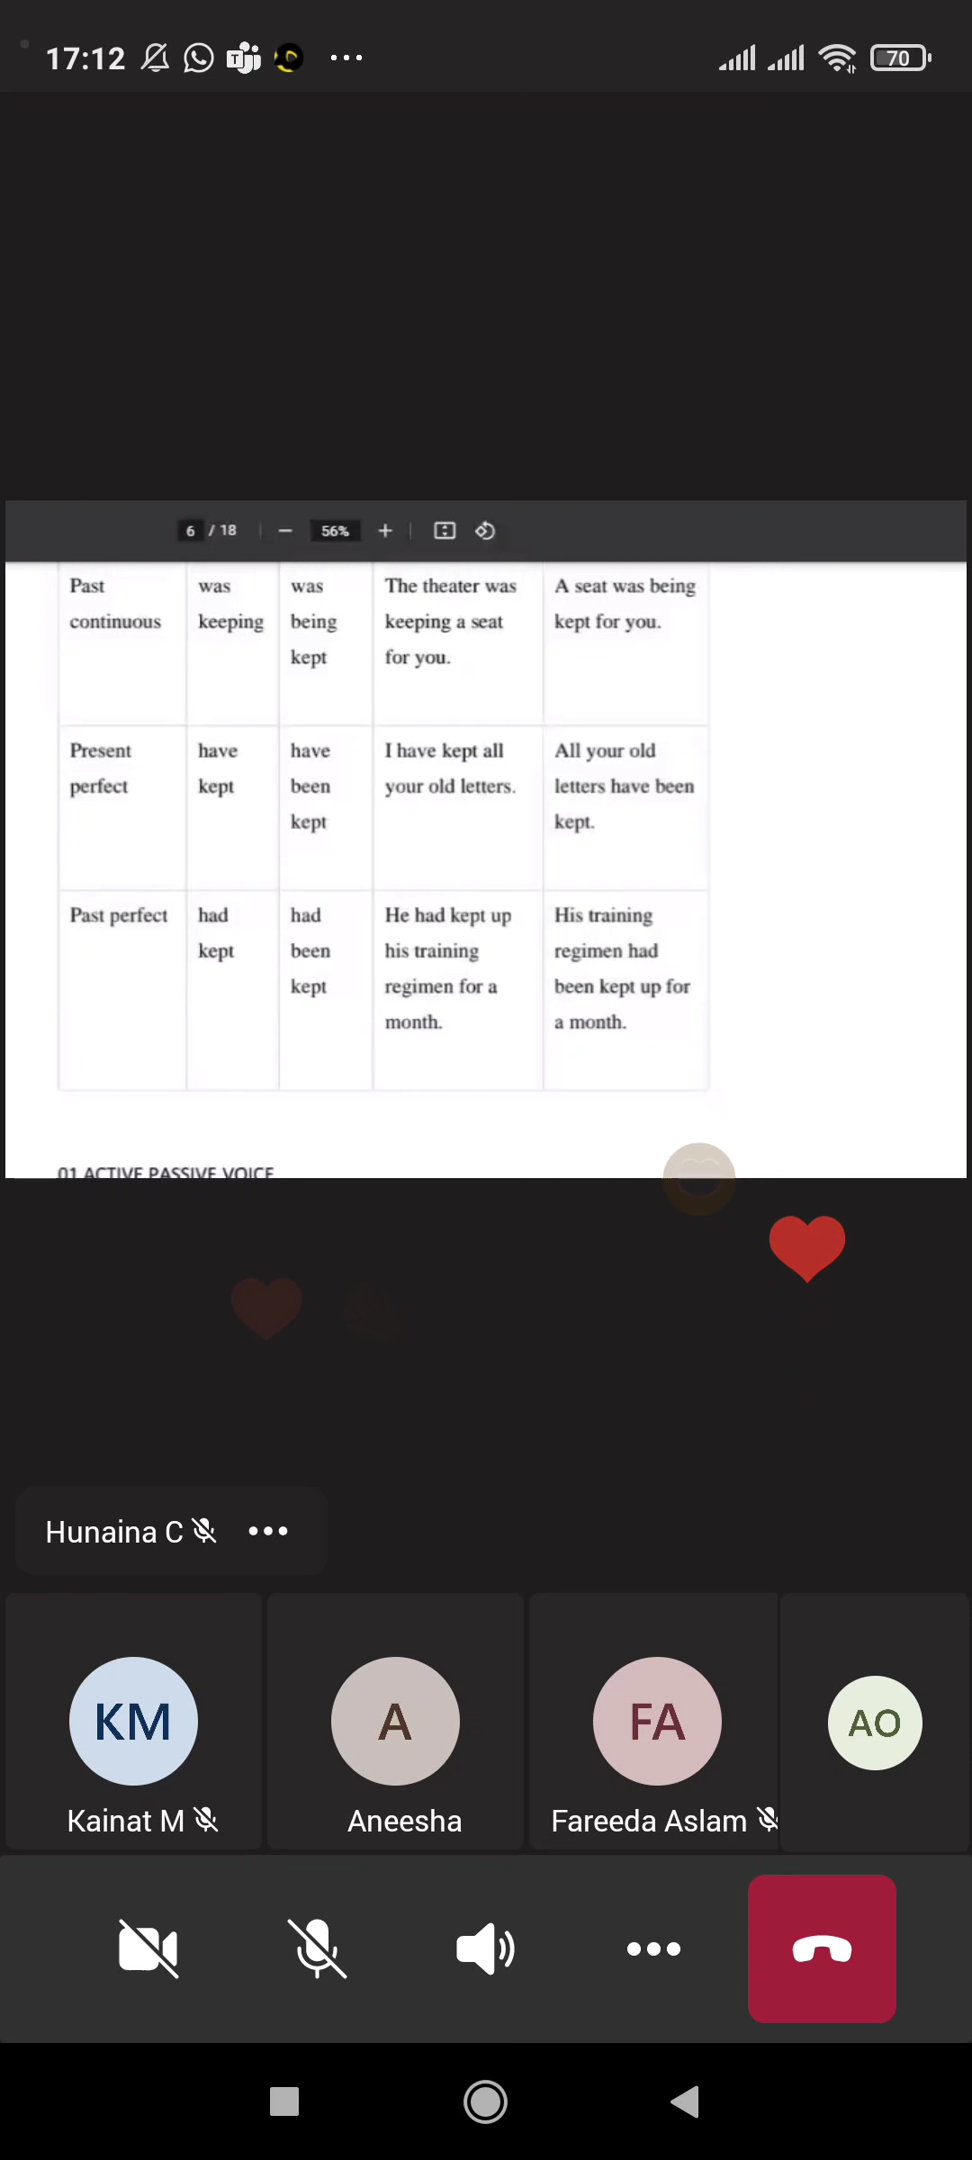 17:12
70
6 / 18
56%
Past continuous
was keeping
was being kept
The theater was keeping a seat for you.
A seat was being kept for you.
Present perfect
have kept
have been kept
I have kept all your old letters.
All your old letters have been kept.
Past perfect
had kept
had been kept
He had kept up his training regimen for a month.
His training regimen had been kept up for a month.
01 ACTIVE PASSIVE VOICE
Hunaina C
KM
A
FA
AO
Kainat M
Aneesha
Fareeda Aslam